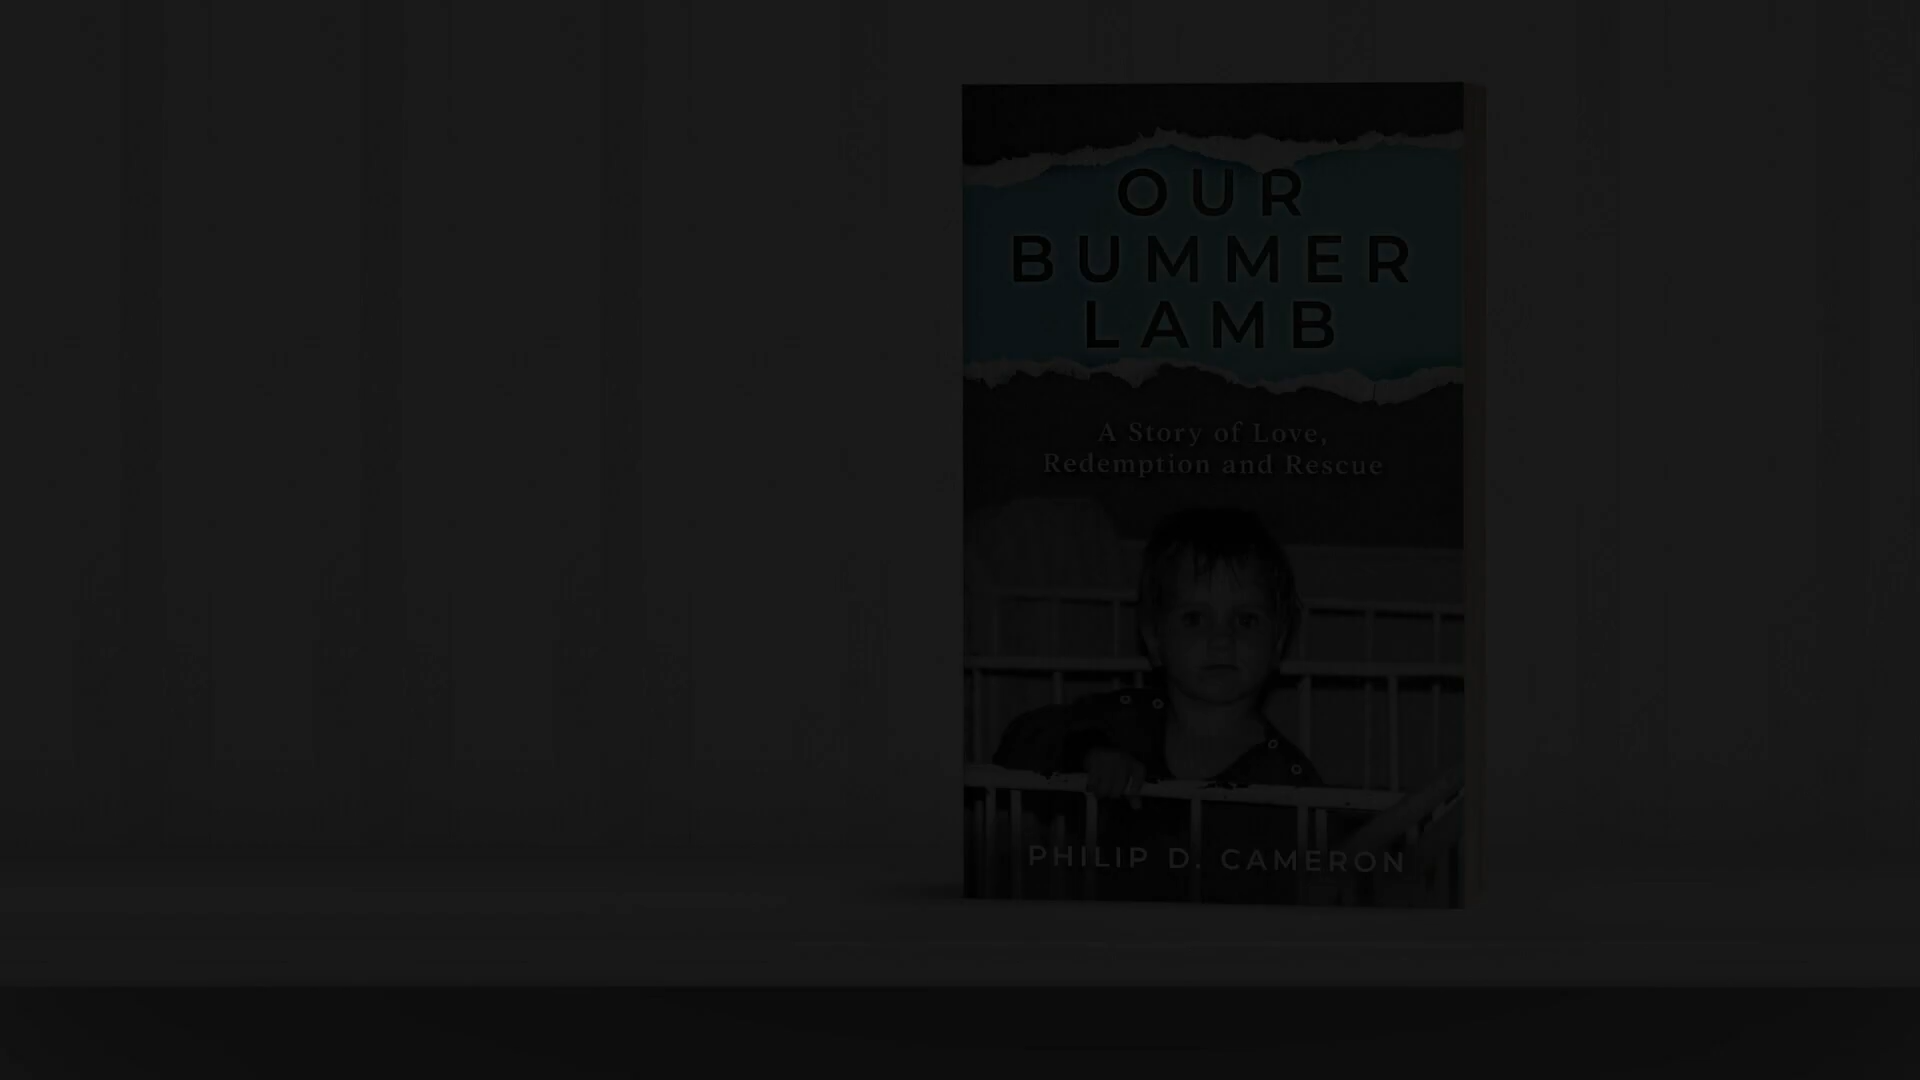 OUR
BUMMER
LAMB
A Story of Love,
Redemption and Rescue
PHILIP D. CAMERON